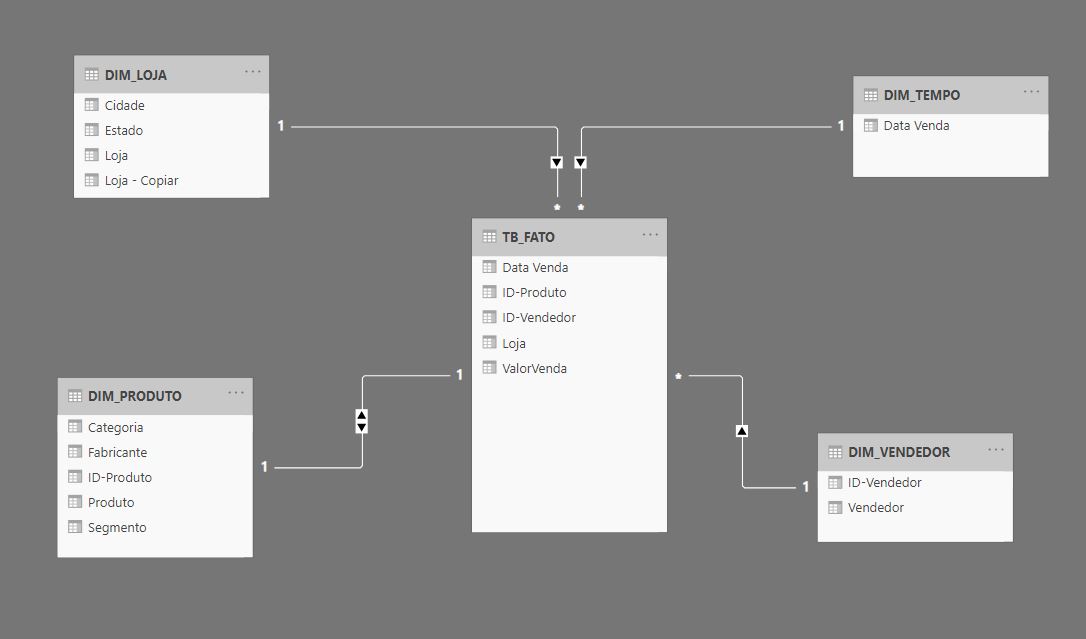 DIM_LOJA
Cidade
Estado
Loja
Loja - Copiar
1
1
DIM_TEMPO
Data Venda
* *
TB_FATO
Data Venda
ID-Produto
ID-Vendedor
Loja
ValorVenda
1
*
DIM_PRODUTO
Categoria
Fabricante
ID-Produto
Produto
Segmento
1
1
DIM_VENDEDOR
ID-Vendedor
Vendedor